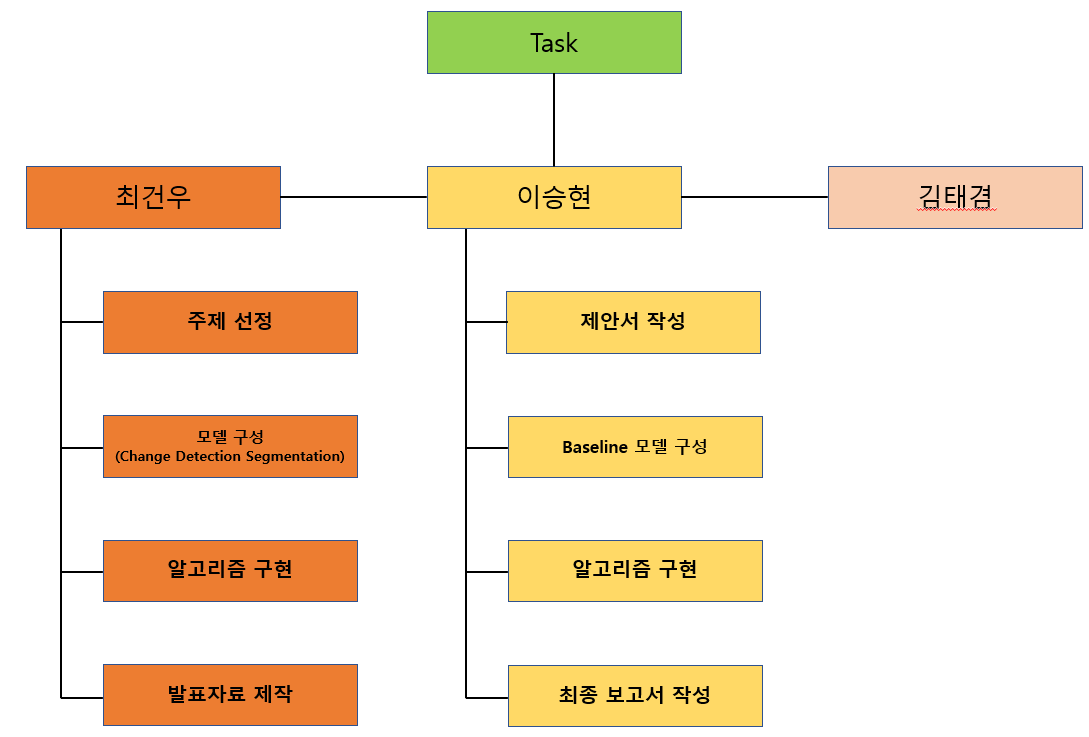 Task
최건우
이승현
김태겸
주제 선정
제안서 작성
모델 구성
(Change Detection Segmentation)
Baseline 모델 구성
알고리즘 구현
알고리즘 구현
발표자료 제작
최종 보고서 작성